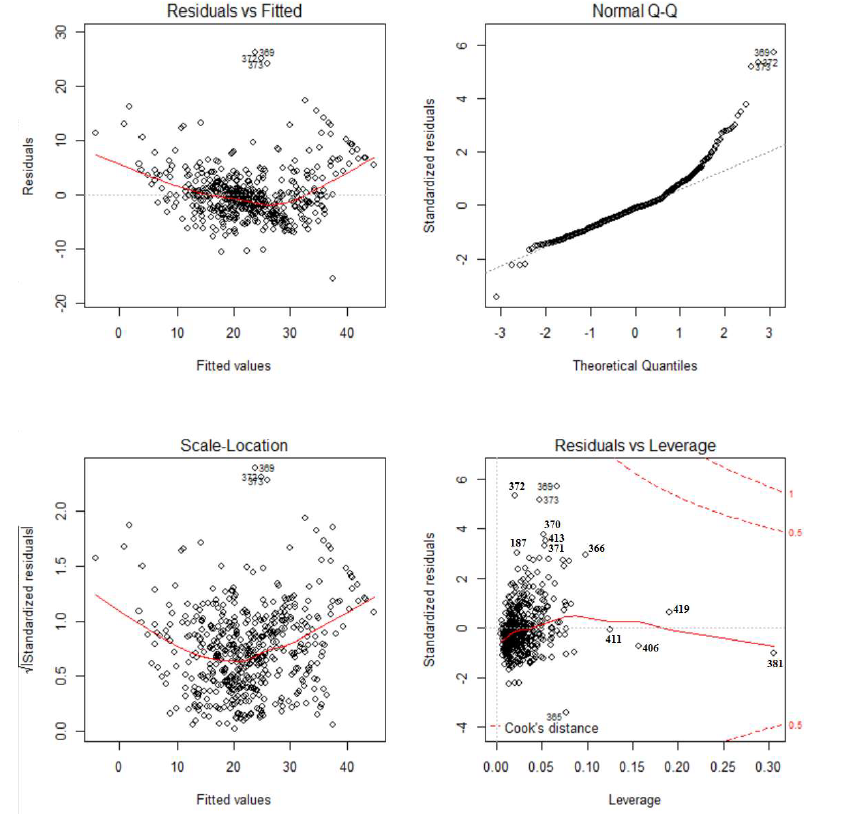 Residuals vs Fitted
Residuals
30
20
10
0
-10
-20
369
372
373
0 10 20 30 40
Fitted values
Normal Q-Q
Standardized residuals
6
4
2
0
-2
369
372
373
-3 -2 -1 0 1 2 3
Theoretical Quantiles
Scale-Location
√|Standardized residuals|
2.0
1.5
1.0
0.5
0.0
369
372
373
0 10 20 30 40
Fitted values
Residuals vs Leverage
Standardized residuals
6
4
2
0
-2
-4
372
369
373
370
413
371
187
366
419
411
406
381
365
1
0.5
0.5
Cook's distance
0.00 0.05 0.10 0.15 0.20 0.25 0.30
Leverage